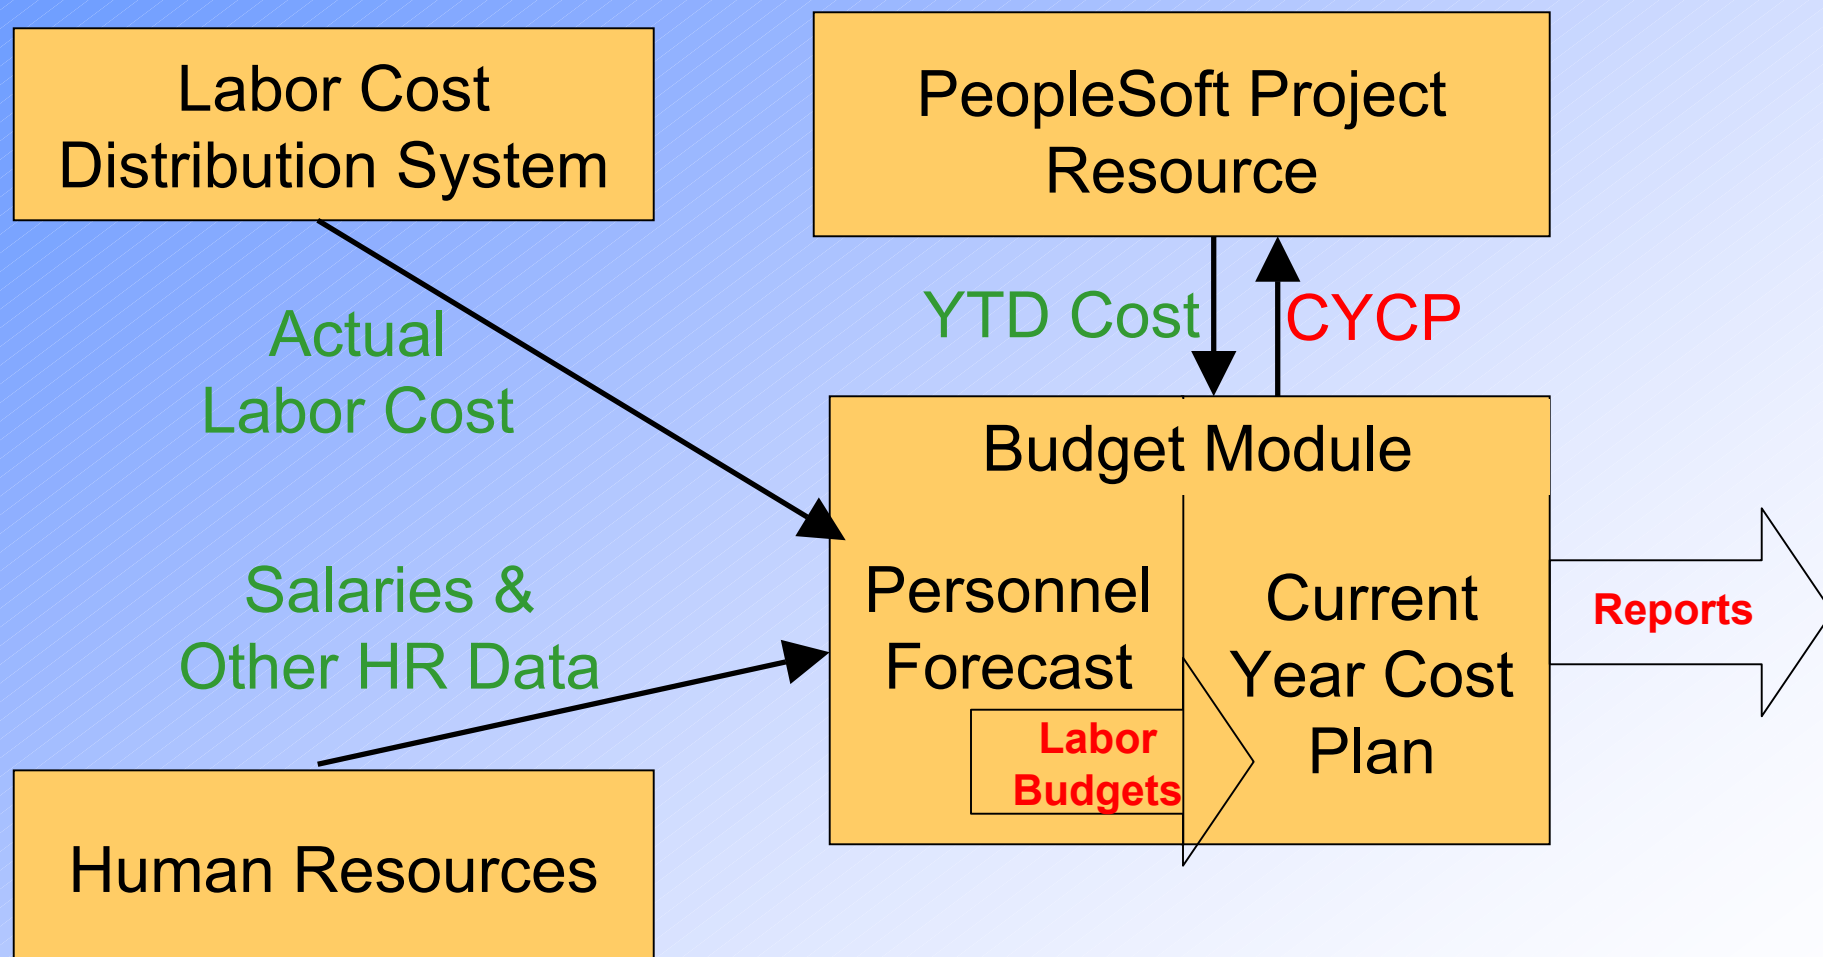 Labor Cost
Distribution System
PeopleSoft Project
Resource
Actual
Labor Cost
YTD Cost
CYCP
Budget Module
Salaries &
Other HR Data
Personnel
Forecast
Current
Year Cost
Plan
Labor
Budgets
Reports
Human Resources